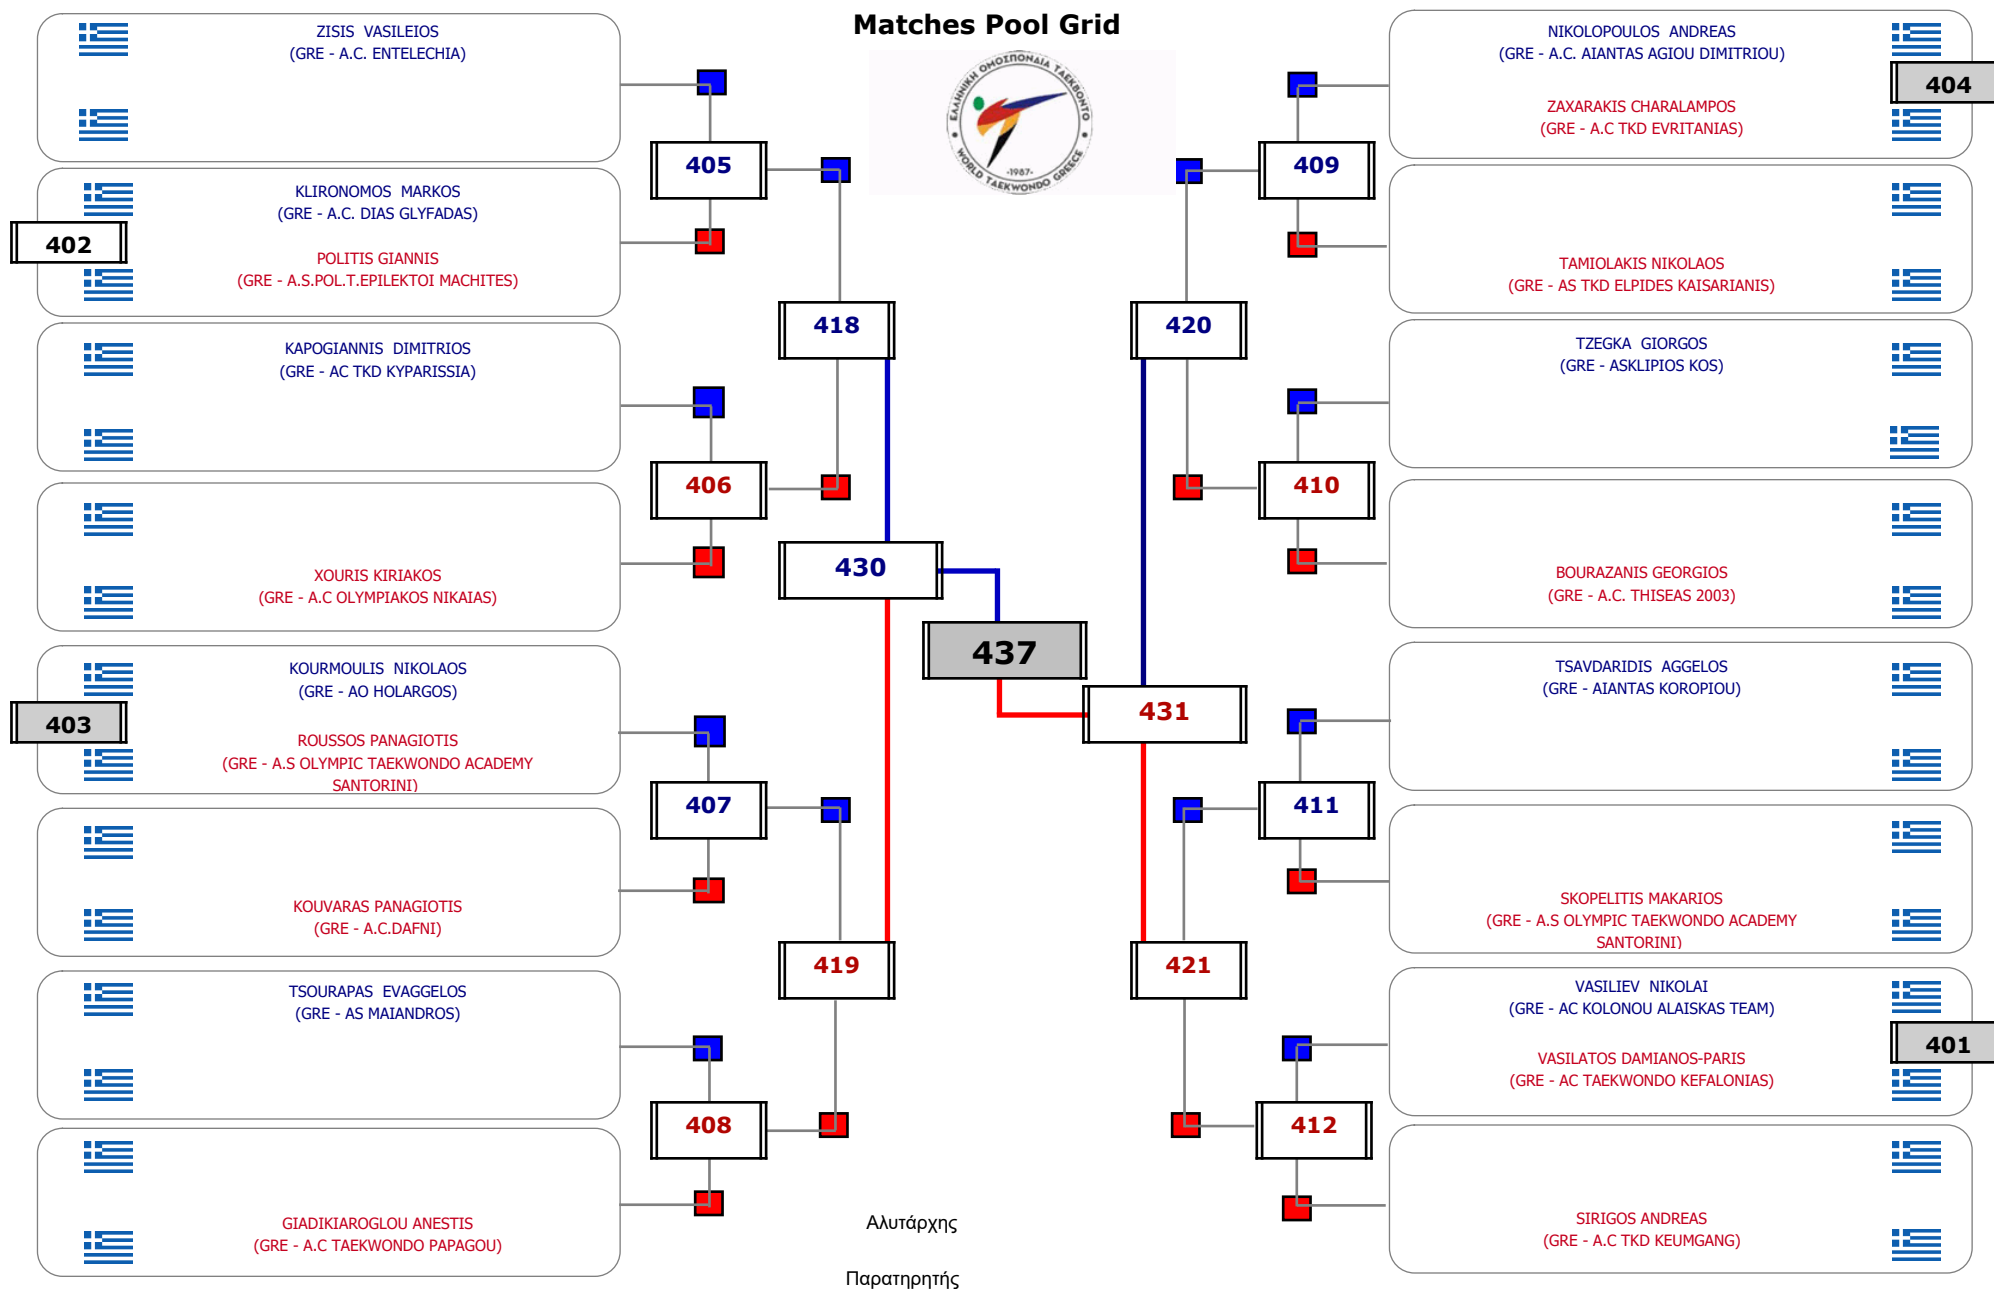 Matches Pool Grid
ΕΛΛΗΝΙΚΗ ΟΜΟΣΠΟΝΔΙΑ ΤΑΕΚΒΟΝΤΟ
WORLD TAEKWONDO GREECE
-1987-
ZISIS VASILEIOS
(GRE - A.C. ENTELECHIA)
405
402
KLIRONOMOS MARKOS
(GRE - A.C. DIAS GLYFADAS)
POLITIS GIANNIS
(GRE - A.S.POL.T.EPILEKTOI MACHITES)
418
KAPOGIANNIS DIMITRIOS
(GRE - AC TKD KYPARISSIA)
406
XOURIS KIRIAKOS
(GRE - A.C OLYMPIAKOS NIKAIAS)
430
403
KOURMOULIS NIKOLAOS
(GRE - AO HOLARGOS)
ROUSSOS PANAGIOTIS
(GRE - A.S OLYMPIC TAEKWONDO ACADEMY
SANTORINI)
407
KOUVARAS PANAGIOTIS
(GRE - A.C.DAFNI)
419
TSOURAPAS EVAGGELOS
(GRE - AS MAIANDROS)
408
GIADIKIAROGLOU ANESTIS
(GRE - A.C TAEKWONDO PAPAGOU)
437
NIKOLOPOULOS ANDREAS
(GRE - A.C. AIANTAS AGIOU DIMITRIOU)
404
ZAXARAKIS CHARALAMPOS
(GRE - A.C TKD EVRITANIAS)
409
TAMIOLAKIS NIKOLAOS
(GRE - AS TKD ELPIDES KAISARIANIS)
420
TZEGKA GIORGOS
(GRE - ASKLIPIOS KOS)
410
BOURAZANIS GEORGIOS
(GRE - A.C. THISEAS 2003)
431
TSAVDARIDIS AGGELOS
(GRE - AIANTAS KOROPIOU)
411
SKOPELITIS MAKARIOS
(GRE - A.S OLYMPIC TAEKWONDO ACADEMY
SANTORINI)
421
VASILIEV NIKOLAI
(GRE - AC KOLONOU ALAISKAS TEAM)
401
VASILATOS DAMIANOS-PARIS
(GRE - AC TAEKWONDO KEFALONIAS)
412
SIRIGOS ANDREAS
(GRE - A.C TKD KEUMGANG)
Αλυτάρχης
Παρατηρητής